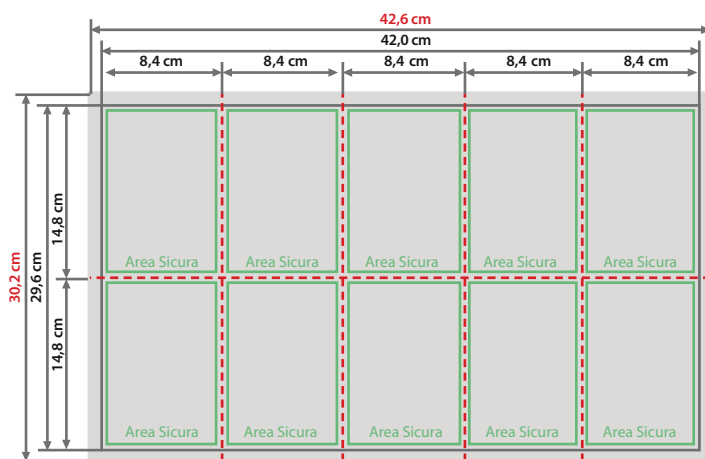 42,6 cm
42,0 cm
8,4 cm 8,4 cm 8,4 cm 8,4 cm 8,4 cm
30,2 cm
29,6 cm
14,8 cm
14,8 cm
Area Sicura Area Sicura Area Sicura Area Sicura Area Sicura
Area Sicura Area Sicura Area Sicura Area Sicura Area Sicura